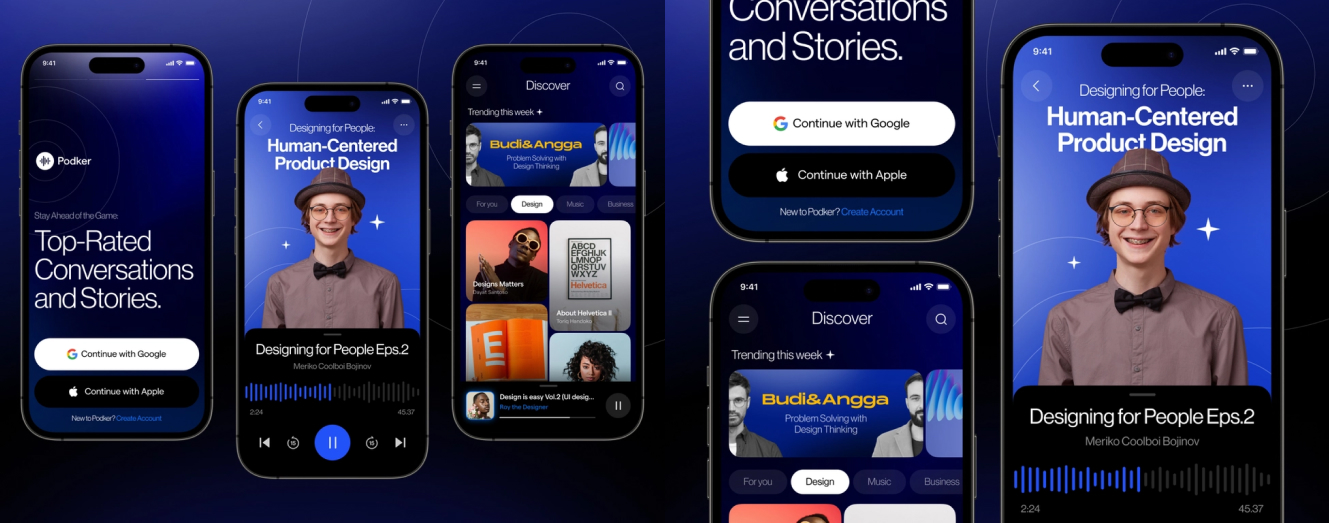 9:41
Podker
Stay Ahead of the Game:
Top-Rated
Conversations
and Stories.
Continue with Google
Continue with Apple
New to Podker? Create Account
9:41
Designing for People:
Human-Centered
Product Design
Designing for People Eps.2
Meriko Coolboi Bojinov
2:24
45.37
15
15
9:41
Discover
Trending this week
Budi&Angga
Problem Solving with
Design Thinking
For you
Design
Music
Business
Designs Matters
ABCD
EFGHIJK
LMNOP
QRSTUV
WXYZ
Helvetica
About Helvetica II
E
Design is easy Vol.2 (UI desig...
Roy the Designer
Conversations
and Stories.
Continue with Google
Continue with Apple
New to Podker? Create Account
9:41
Discover
Trending this week
Budi&Angga
Problem Solving with
Design Thinking
For you
Design
Music
Business
9:41
Designing for People:
Human-Centered
Product Design
Designing for People Eps.2
Meriko Coolboi Bojinov
2:24
45.37